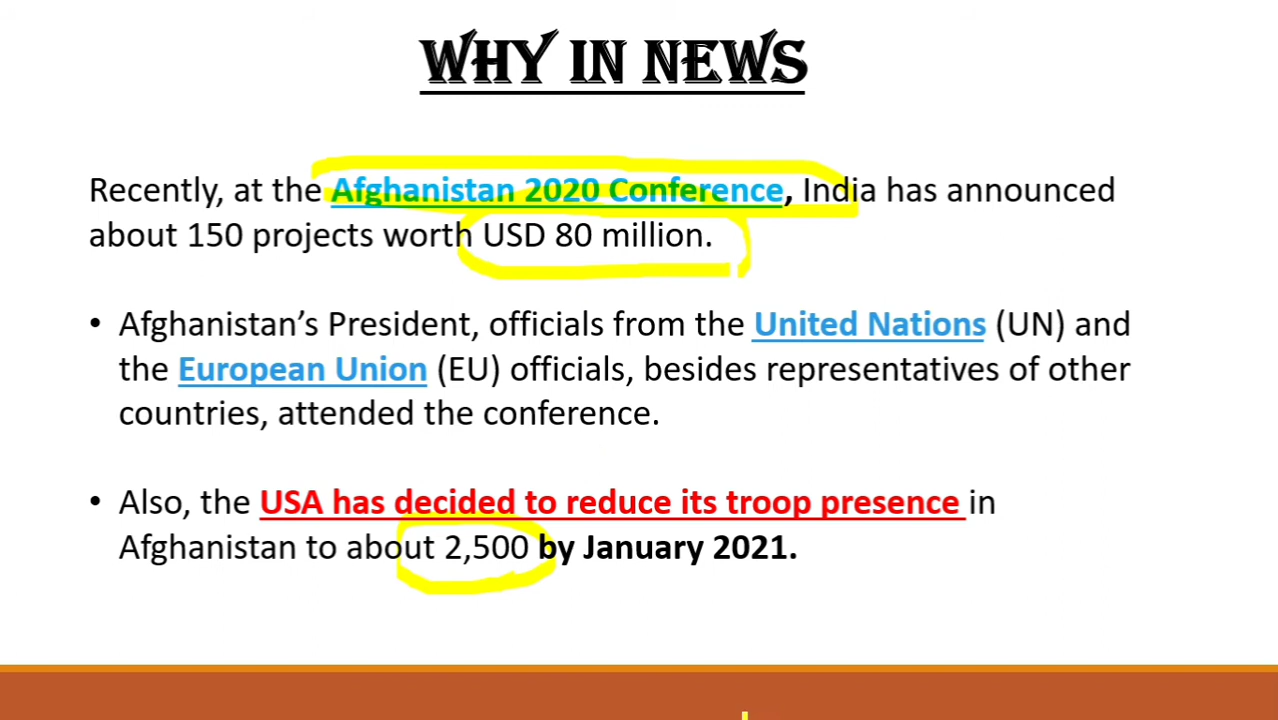 WHY IN NEWS
Recently, at the Afghanistan 2020 Conference, India has announced
about 150 projects worth USD 80 million.
• Afghanistan’s President, officials from the United Nations (UN) and
the European Union (EU) officials, besides representatives of other
countries, attended the conference.
• Also, the USA has decided to reduce its troop presence in
Afghanistan to about 2,500 by January 2021.